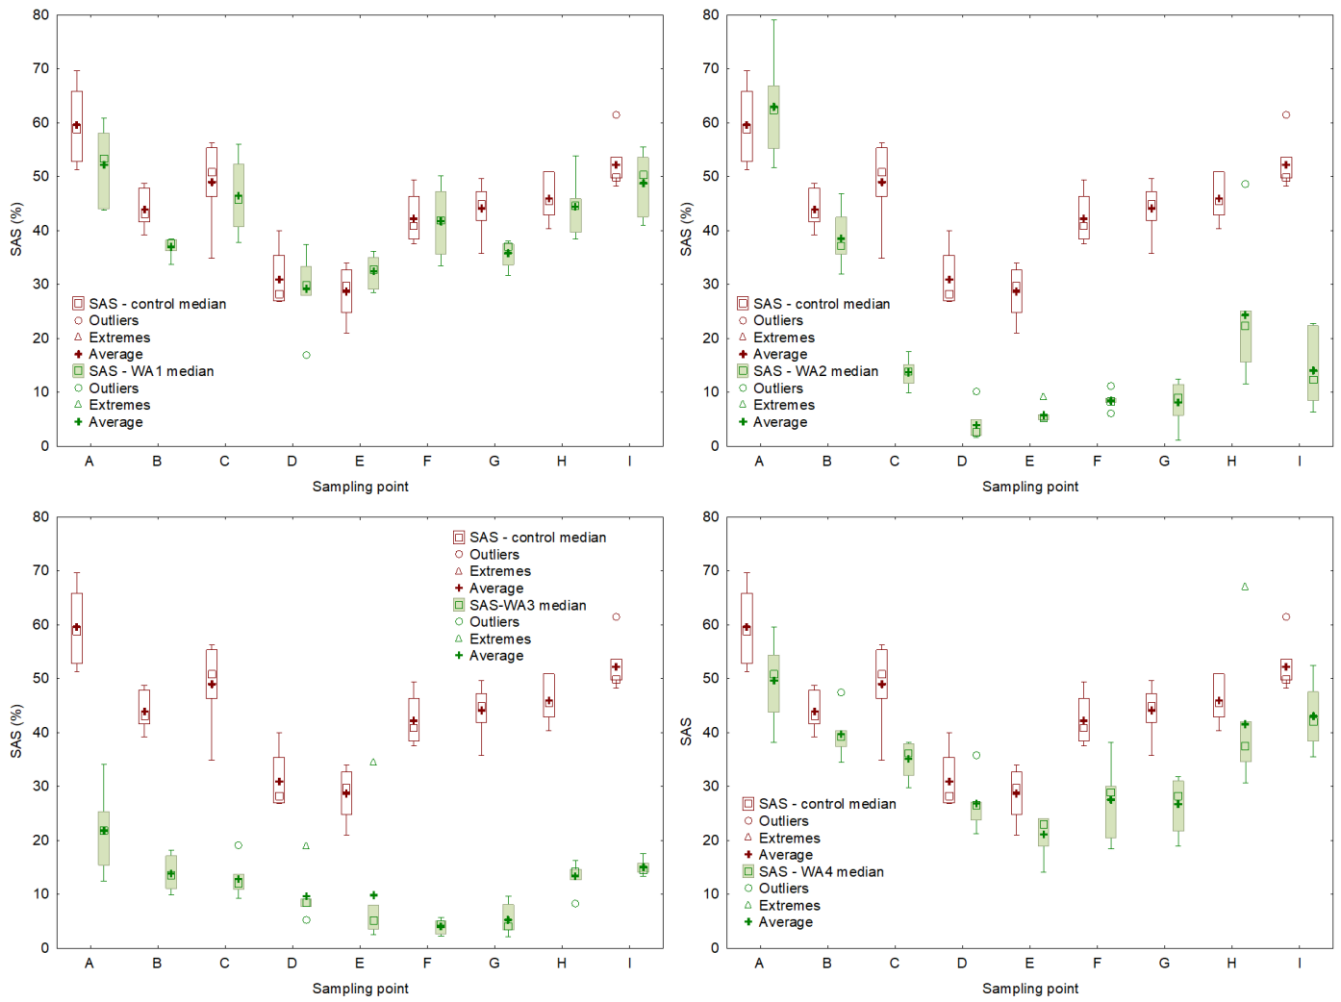 80
70
60
50
40
30
20
10
0
SAS (%)
SAS - control median
Outliers
Extremes
Average
SAS - WA1 median
Outliers
Extremes
Average
A B C D E F G H I
Sampling point
80
70
60
50
40
30
20
10
0
SAS (%)
SAS - control median
Outliers
Extremes
Average
SAS - WA2 median
Outliers
Extremes
Average
A B C D E F G H I
Sampling point
80
70
60
50
40
30
20
10
0
SAS (%)
SAS - control median
Outliers
Extremes
Average
SAS-WA3 median
Outliers
Extremes
Average
A B C D E F G H I
Sampling point
80
70
60
50
40
30
20
10
0
SAS
SAS - control median
Outliers
Extremes
Average
SAS - WA4 median
Outliers
Extremes
Average
A B C D E F G H I
Sampling point